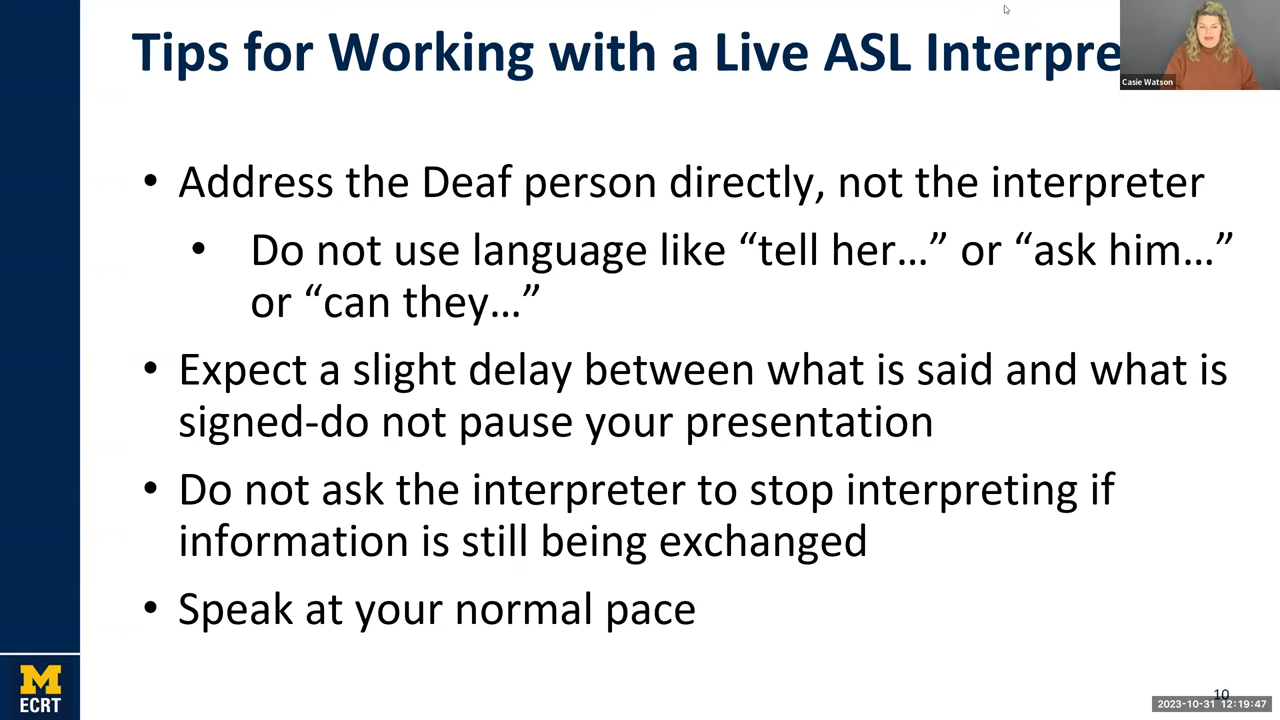 Tips for Working with a Live ASL Interpre
Casie Watson
• Address the Deaf person directly, not the interpreter
• Do not use language like “tell her...” or “ask him...”
or “can they...”
• Expect a slight delay between what is said and what is
signed-do not pause your presentation
• Do not ask the interpreter to stop interpreting if
information is still being exchanged
• Speak at your normal pace
M
ECRT
10
2023-10-31 12:19:47